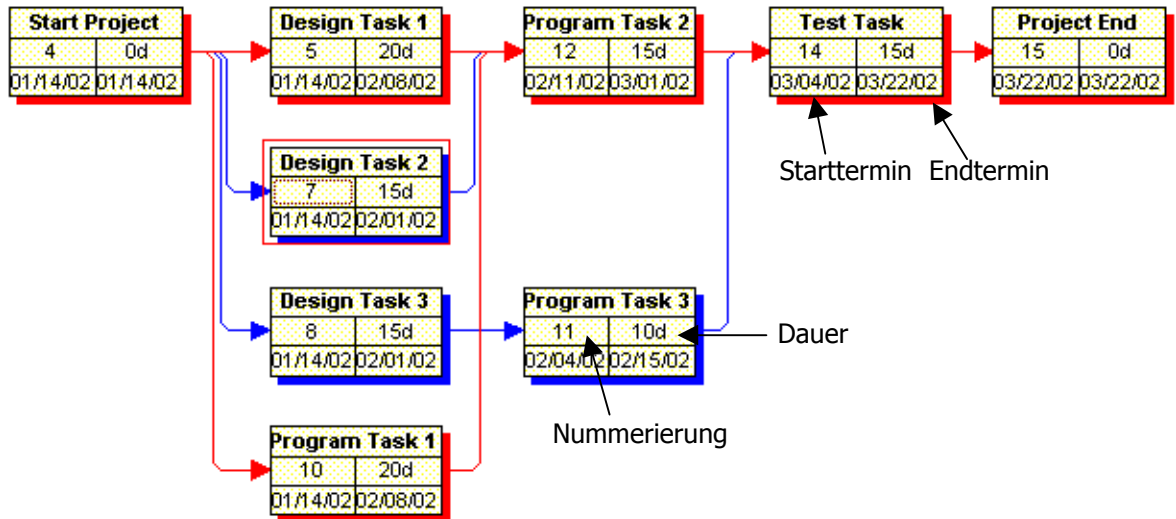 Start Project
4 0d
01/14/02 01/14/02
Design Task 1
5 20d
01/14/02 02/08/02
Program Task 2
12 15d
02/11/02 03/01/02
Test Task
14 15d
03/04/02 03/22/02
Project End
15 0d
03/22/02 03/22/02
Starttermin Endtermin
Design Task 2
7 15d
01/14/02 02/01/02
Design Task 3
8 15d
01/14/02 02/01/02
Program Task 3
11 10d
02/04/02 02/15/02
Dauer
Nummerierung
Program Task 1
10 20d
01/14/02 02/08/02